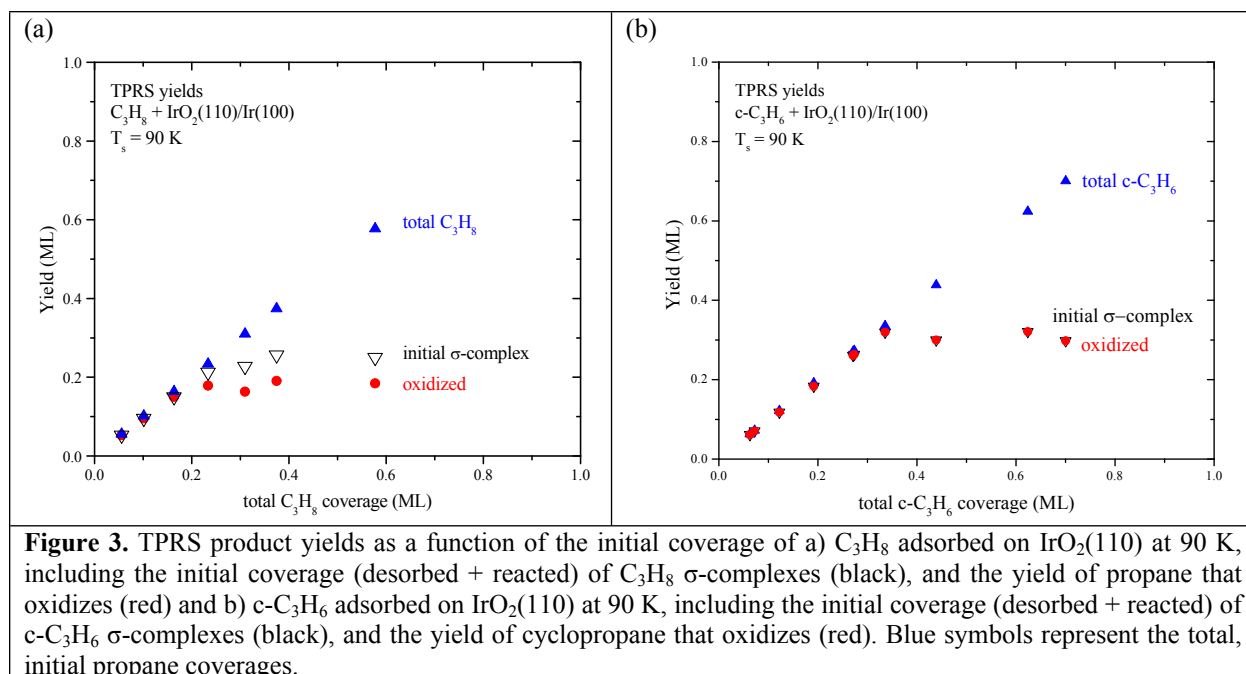 (a)
1.0
0.8
0.6
0.4
0.2
0.0
Yield (ML)
TPRS yields
C₃H₈ + IrO₂(110)/Ir(100)
Tₛ = 90 K
total C₃H₈
initial σ-complex
oxidized
0.0 0.2 0.4 0.6 0.8 1.0
total C₃H₈ coverage (ML)
(b)
1.0
0.8
0.6
0.4
0.2
0.0
Yield (ML)
TPRS yields
c-C₃H₆ + IrO₂(110)/Ir(100)
Tₛ = 90 K
total c-C₃H₆
initial σ–complex
oxidized
0.0 0.2 0.4 0.6 0.8 1.0
total c-C₃H₆ coverage (ML)
Figure 3. TPRS product yields as a function of the initial coverage of a) C₃H₈ adsorbed on IrO₂(110) at 90 K,
including the initial coverage (desorbed + reacted) of C₃H₈ σ-complexes (black), and the yield of propane that
oxidizes (red) and b) c-C₃H₆ adsorbed on IrO₂(110) at 90 K, including the initial coverage (desorbed + reacted) of
c-C₃H₆ σ-complexes (black), and the yield of cyclopropane that oxidizes (red). Blue symbols represent the total,
initial propane coverages.